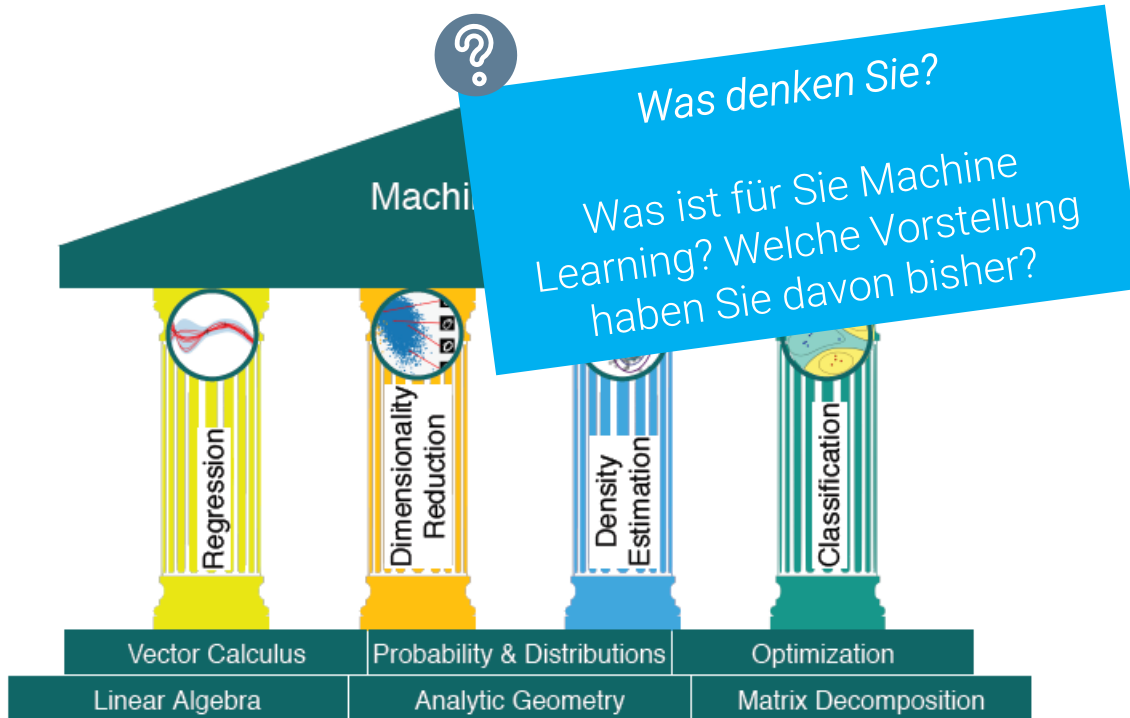 ?
Was denken Sie?
Was ist für Sie Machine
Learning? Welche Vorstellung
haben Sie davon bisher?
Regression
Dimensionality
Reduction
Density
Estimation
Classification
Vector Calculus
Probability & Distributions
Optimization
Linear Algebra
Analytic Geometry
Matrix Decomposition